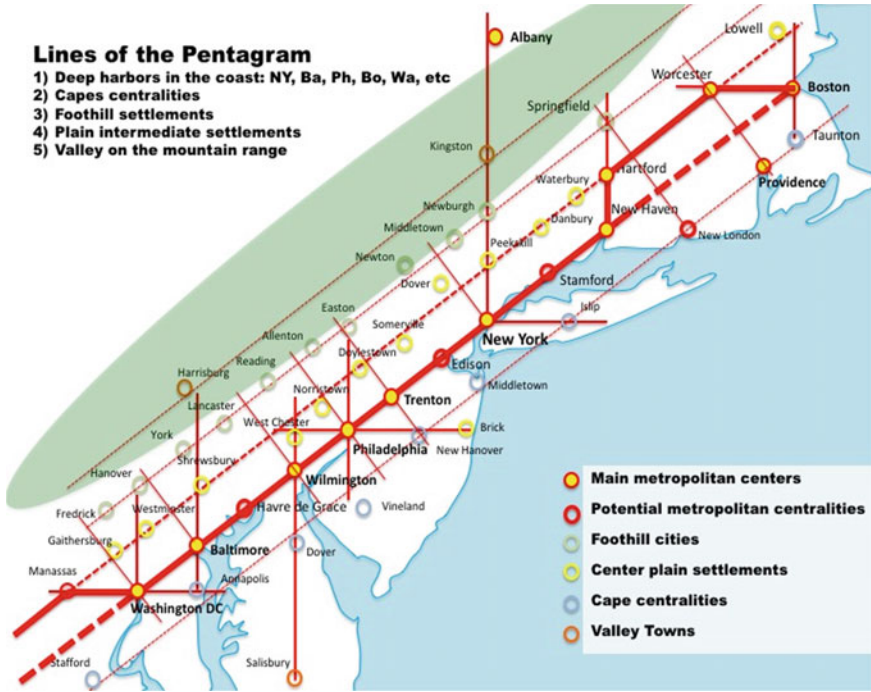 Lines of the Pentagram
1) Deep harbors in the coast: NY, Ba, Ph, Bo, Wa, etc
2) Capes centralities
3) Foothill settlements
4) Plain intermediate settlements
5) Valley on the mountain range
Albany
Lowell
Worcester
Boston
Springfield
Taunton
Kingston
Hartford
Waterbury
Providence
Newburgh
New Haven
Middletown
Danbury
Peekskill
New London
Newton
Dover
Stamford
Easton
Islip
Somerville
New York
Allenton
Doylestown
Reading
Edison
Harrisburg
Middletown
Norristown
Trenton
Lancaster
West Chester
Brick
York
Philadelphia
New Hanover
Shrewsbury
Hanover
Wilmington
Main metropolitan centers
Fredrick
Westminster
Havre de Grace
Vineland
Potential metropolitan centralities
Gaithersburg
Baltimore
Dover
Foothill cities
Manassas
Annapolis
Center plain settlements
Washington DC
Cape centralities
Stafford
Salisbury
Valley Towns